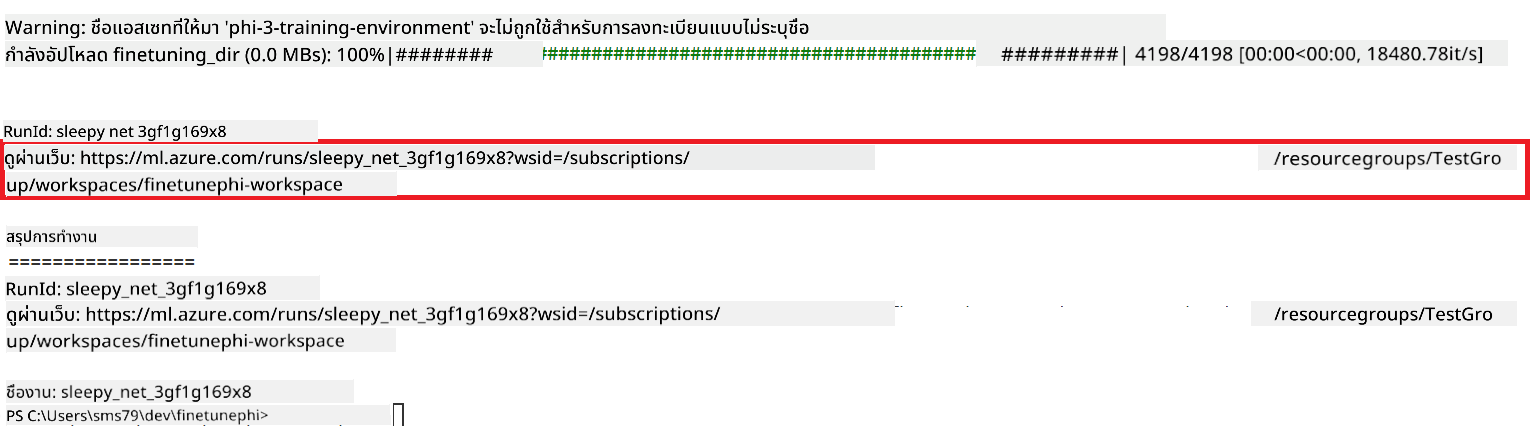 Warning: ชื่อแอสเซทที่ให้มา 'phi-3-training-environment' จะไม่ถูกใช้สำหรับการลงทะเบียนแบบไม่ระบุชื่อ
กำลังอัปโหลด finetuning_dir (0.0 MBs): 100%|######## ######################################## #########| 4198/4198 [00:00<00:00, 18480.78it/s]
RunId: sleepy net 3gf1g169x8
ดูผ่านเว็บ: https://ml.azure.com/runs/sleepy_net_3gf1g169x8?wsid=/subscriptions/ /resourcegroups/TestGro
up/workspaces/finetunephi-workspace
สรุปการทำงาน
=================
RunId: sleepy_net_3gf1g169x8
ดูผ่านเว็บ: https://ml.azure.com/runs/sleepy_net_3gf1g169x8?wsid=/subscriptions/ /resourcegroups/TestGro
up/workspaces/finetunephi-workspace
ชื่องาน: sleepy_net_3gf1g169x8
PS C:\Users\sms79\dev\finetunephi>